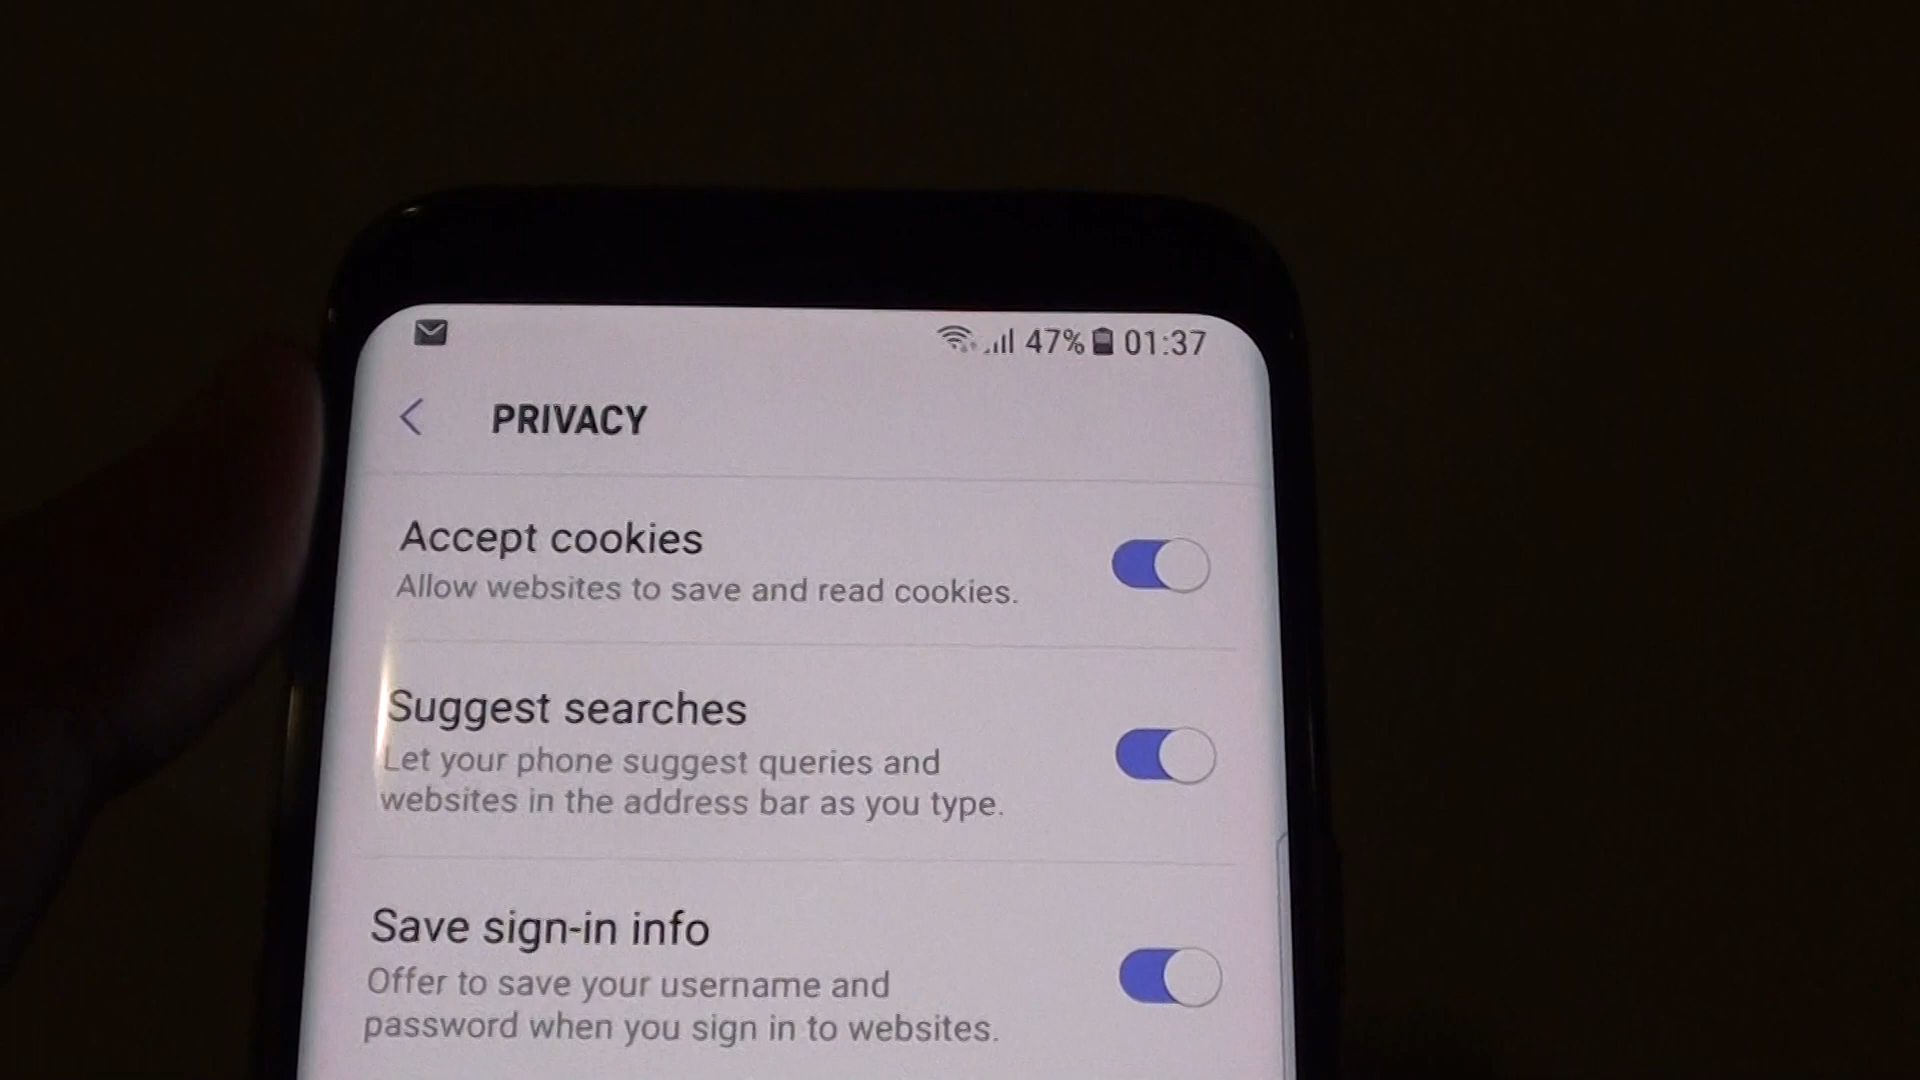 47% 01:37
PRIVACY
Accept cookies
Allow websites to save and read cookies.
Suggest searches
Let your phone suggest queries and
websites in the address bar as you type.
Save sign-in info
Offer to save your username and
password when you sign in to websites.